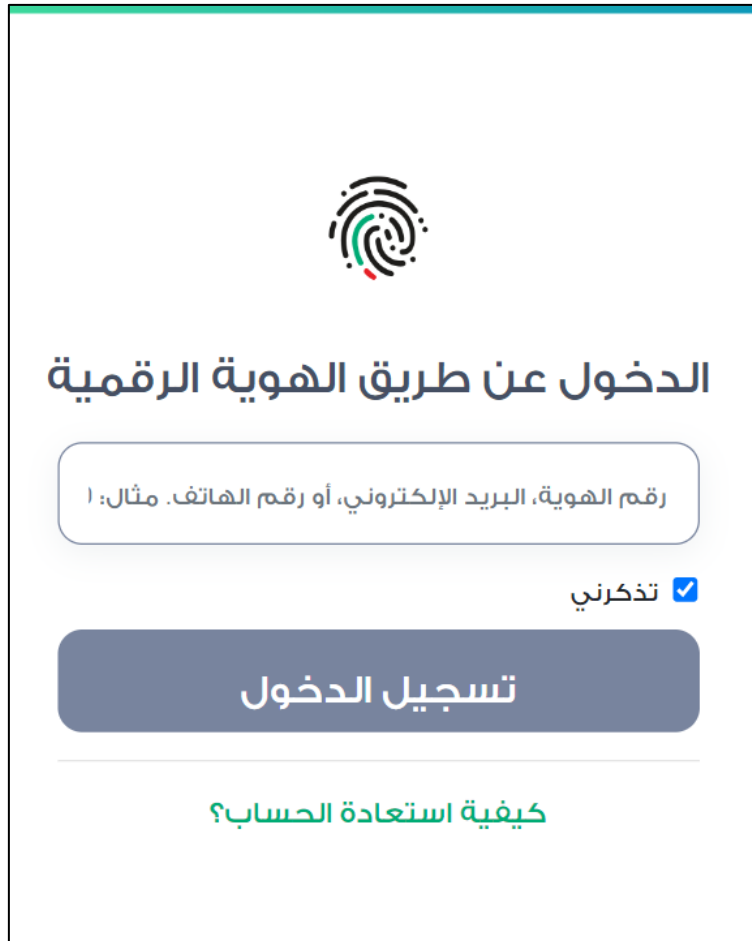 الدخول عن طريق الهوية الرقمية
رقم الهوية، البريد الإلكتروني، أو رقم الهاتف. مثال:
تذكرني
تسجيل الدخول
كيفية استعادة الحساب؟